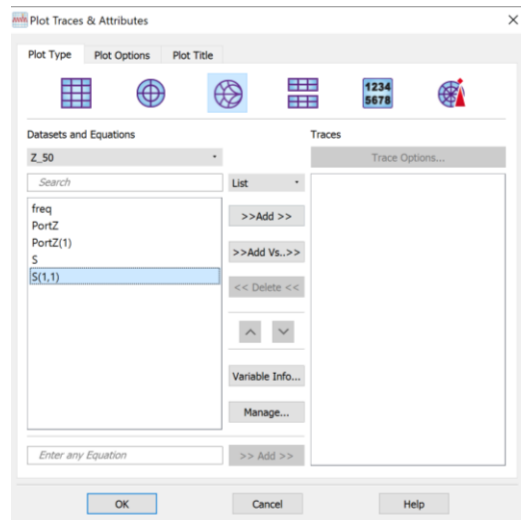 Plot Traces & Attributes
Plot Type Plot Options Plot Title
1234
5678
Datasets and Equations
Traces
Z_50
Trace Options...
Search
List
freq
PortZ
PortZ(1)
S
S(1,1)
>>Add >>
>>Add Vs..>>
<< Delete <<
Variable Info...
Manage...
Enter any Equation
>> Add >>
OK Cancel Help